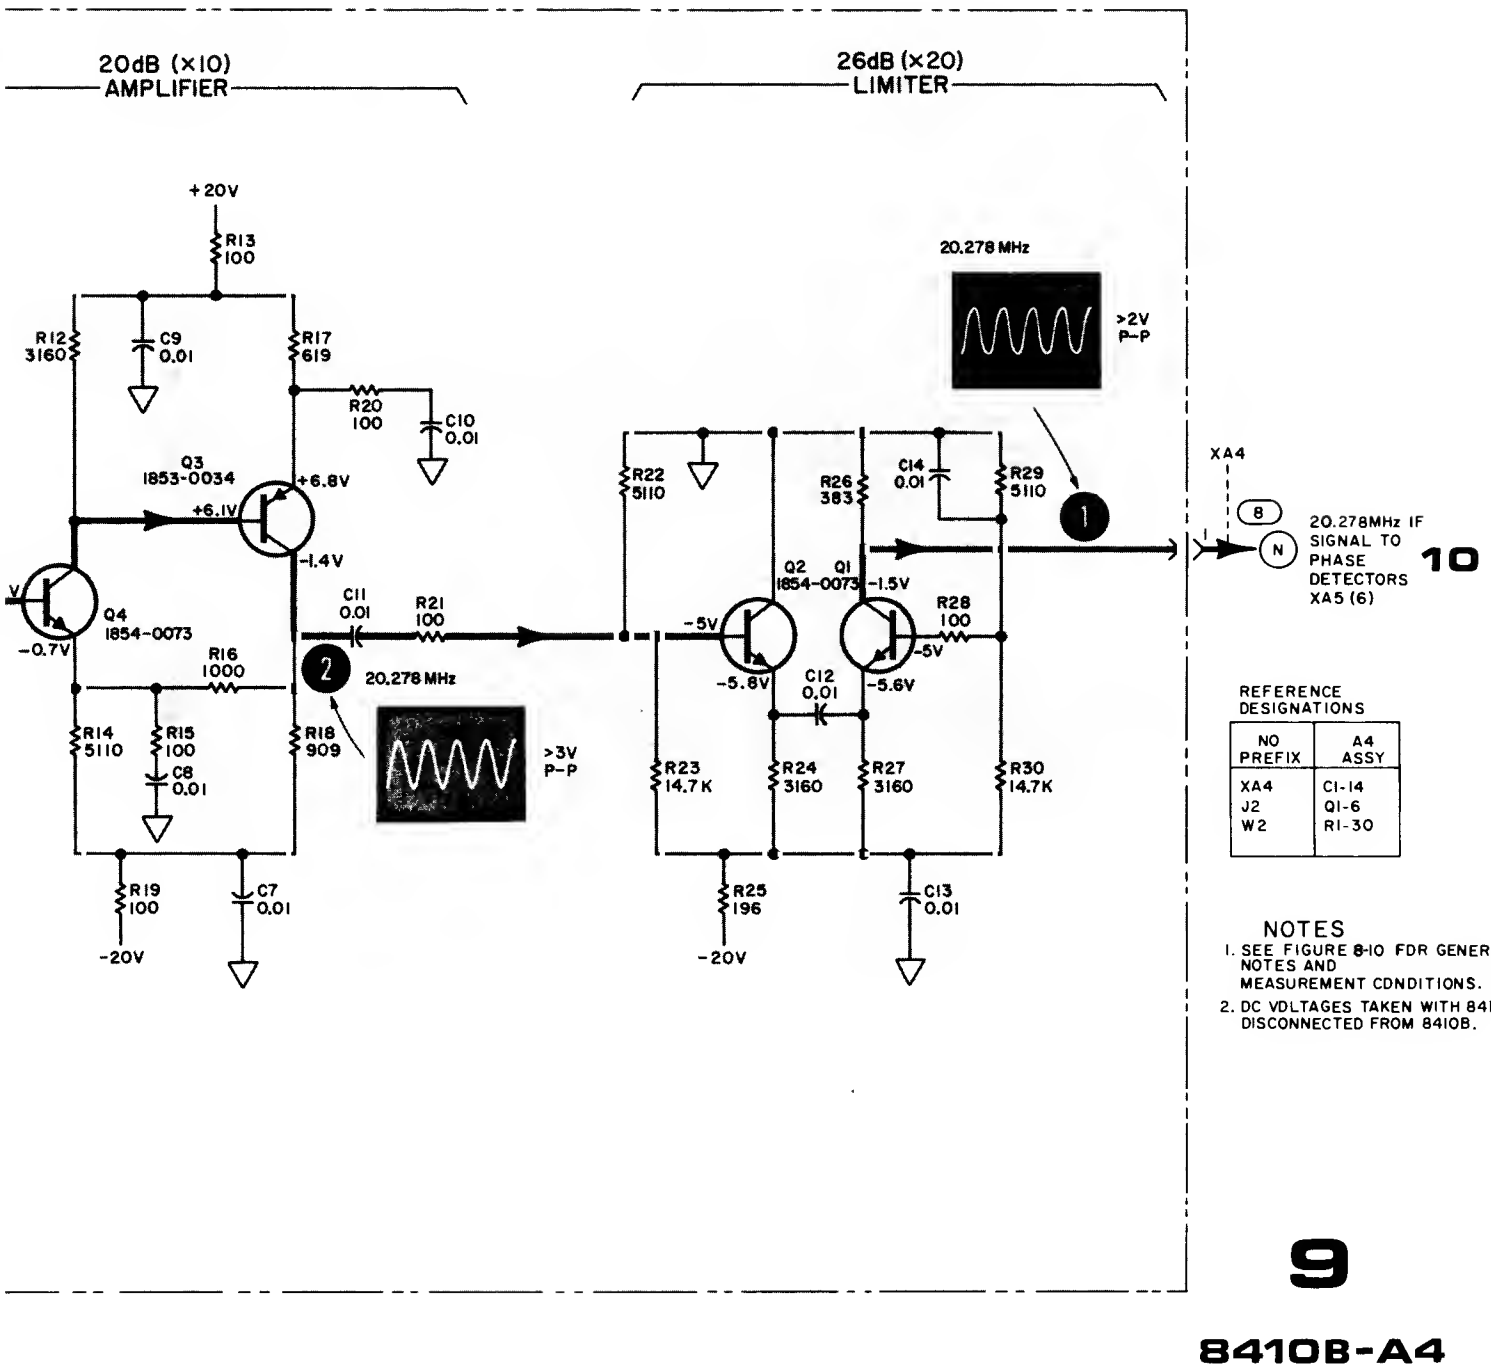 20dB (×10)
AMPLIFIER
26dB (×20)
LIMITER
+20V
R13
100
20.278 MHz
>2V
P-P
R12
3160
C9
0.01
R17
619
R20
100
C10
0.01
Q3
1853-0034
+6.8V
+6.1V
-1.4V
R22
5110
R26
383
C14
0.01
R29
5110
1
XA4
1
8
N
20.278MHz IF
SIGNAL TO
PHASE
DETECTORS
XA5 (6)
10
V
Q4
1854-0073
-0.7V
C11
0.01
R21
100
Q2
1854-0073
Q1
-1.5V
R28
100
-5V
-5V
-5.8V
-5.6V
C12
0.01
R16
1000
2
20.278 MHz
>3V
P-P
R14
5110
R15
100
C8
0.01
R18
909
R23
14.7K
R24
3160
R27
3160
R30
14.7K
R19
100
-20V
C7
0.01
R25
196
-20V
C13
0.01
REFERENCE
DESIGNATIONS
NO PREFIX
A4 ASSY
XA4 C1-14
J2 Q1-6
W2 R1-30
NOTES
1. SEE FIGURE 8-10 FDR GENER
NOTES AND
MEASUREMENT CDNDITIONS.
2. DC VDLTAGES TAKEN WITH 841
DISCONNECTED FROM 8410B.
9
8410B-A4